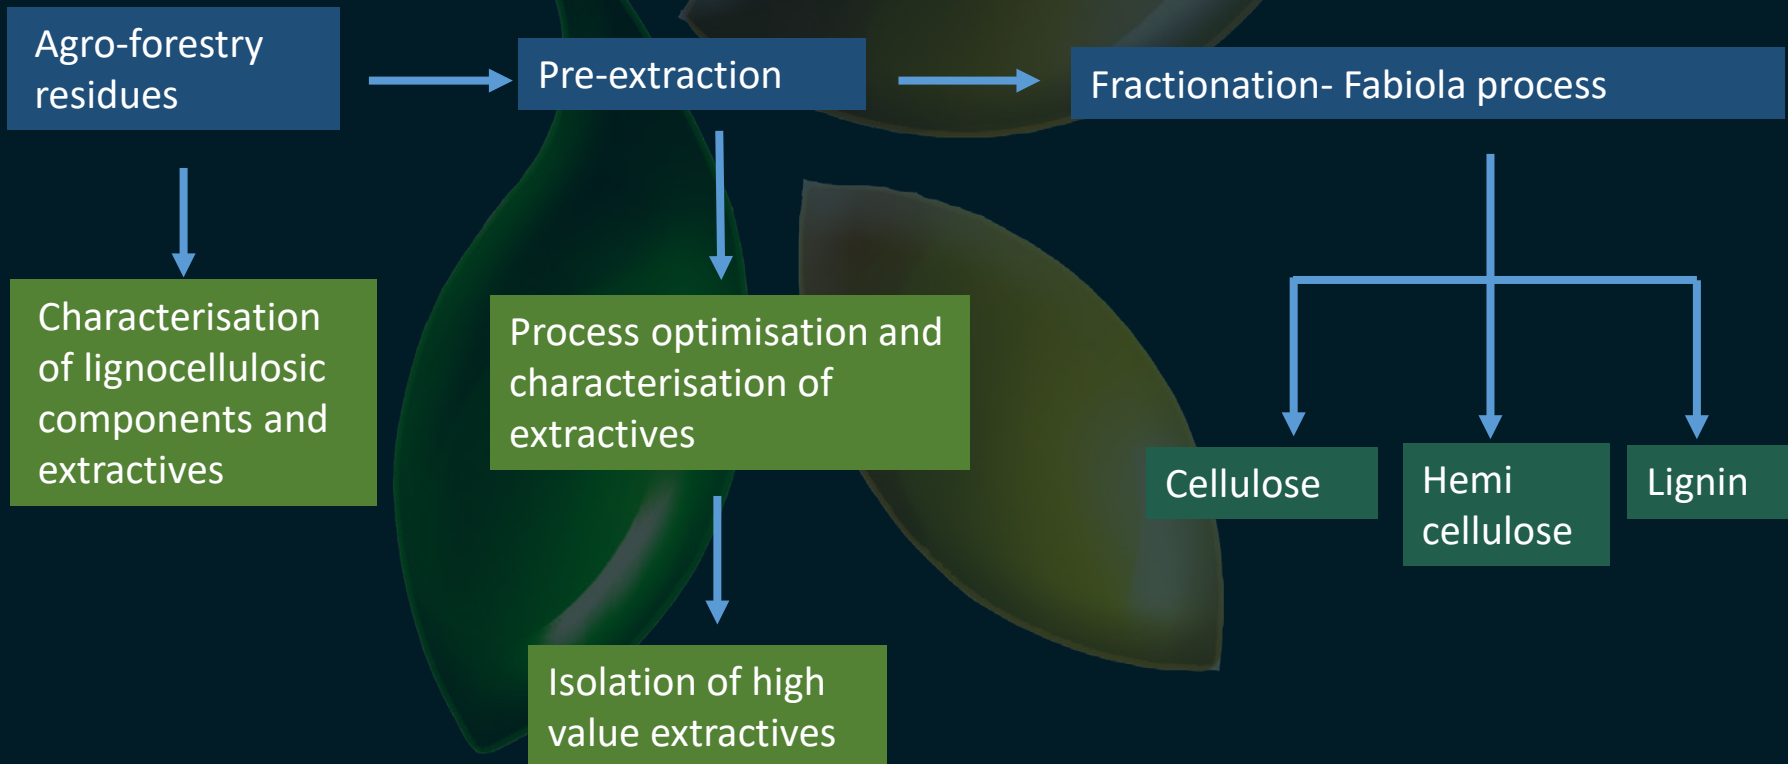 Agro-forestry
residues
Pre-extraction
Fractionation- Fabiola process
Characterisation
of lignocellulosic
components and
extractives
Process optimisation and
characterisation of
extractives
Cellulose
Hemi
cellulose
Lignin
Isolation of high
value extractives